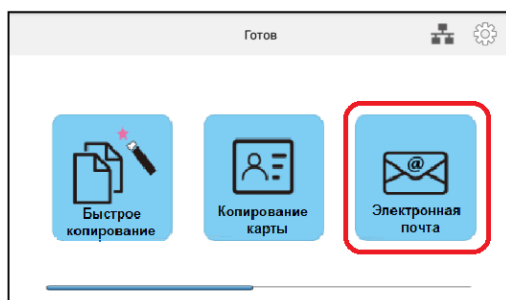 Готов
@
Быстрое
копирование
Копирование
карты
Электронная
почта